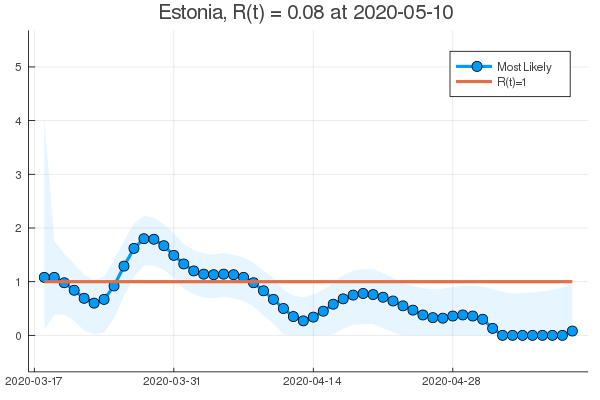 Estonia, R(t) = 0.08 at 2020-05-10
Most Likely
R(t)=1
5
4
3
2
1
0
2020-03-17 2020-03-31 2020-04-14 2020-04-28